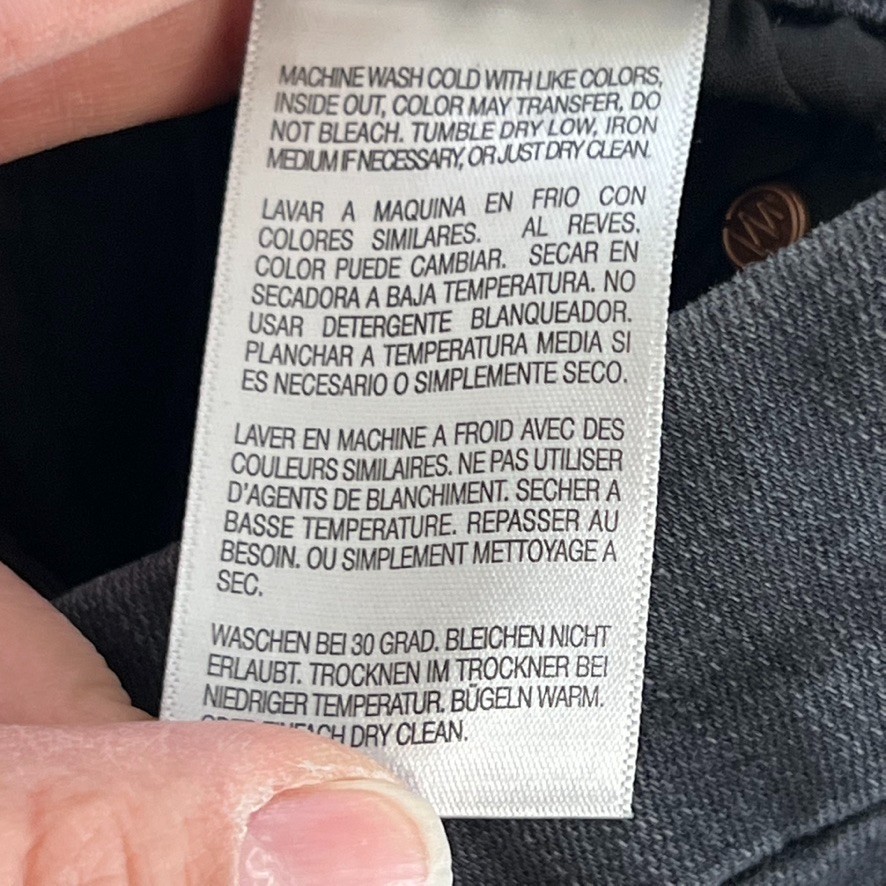 MACHINE WASH COLD WITH LIKE COLORS,
INSIDE OUT, COLOR MAY TRANSFER, DO
NOT BLEACH. TUMBLE DRY LOW, IRON
MEDIUM IF NECESSARY, OR JUST DRY CLEAN.
LAVAR A MAQUINA EN FRIO CON
COLORES SIMILARES. AL REVES.
COLOR PUEDE CAMBIAR. SECAR EN
SECADORA A BAJA TEMPERATURA. NO
USAR DETERGENTE BLANQUEADOR.
PLANCHAR A TEMPERATURA MEDIA SI
ES NECESARIO O SIMPLEMENTE SECO.
LAVER EN MACHINE A FROID AVEC DES
COULEURS SIMILAIRES. NE PAS UTILISER
D'AGENTS DE BLANCHIMENT. SECHER A
BASSE TEMPERATURE. REPASSER AU
BESOIN. OU SIMPLEMENT METTOYAGE A
SEC.
WASCHEN BEI 30 GRAD. BLEICHEN NICHT
ERLAUBT. TROCKNEN IM TROCKNER BEI
NIEDRIGER TEMPERATUR. BÜGELN WARM.
DRY CLEAN.